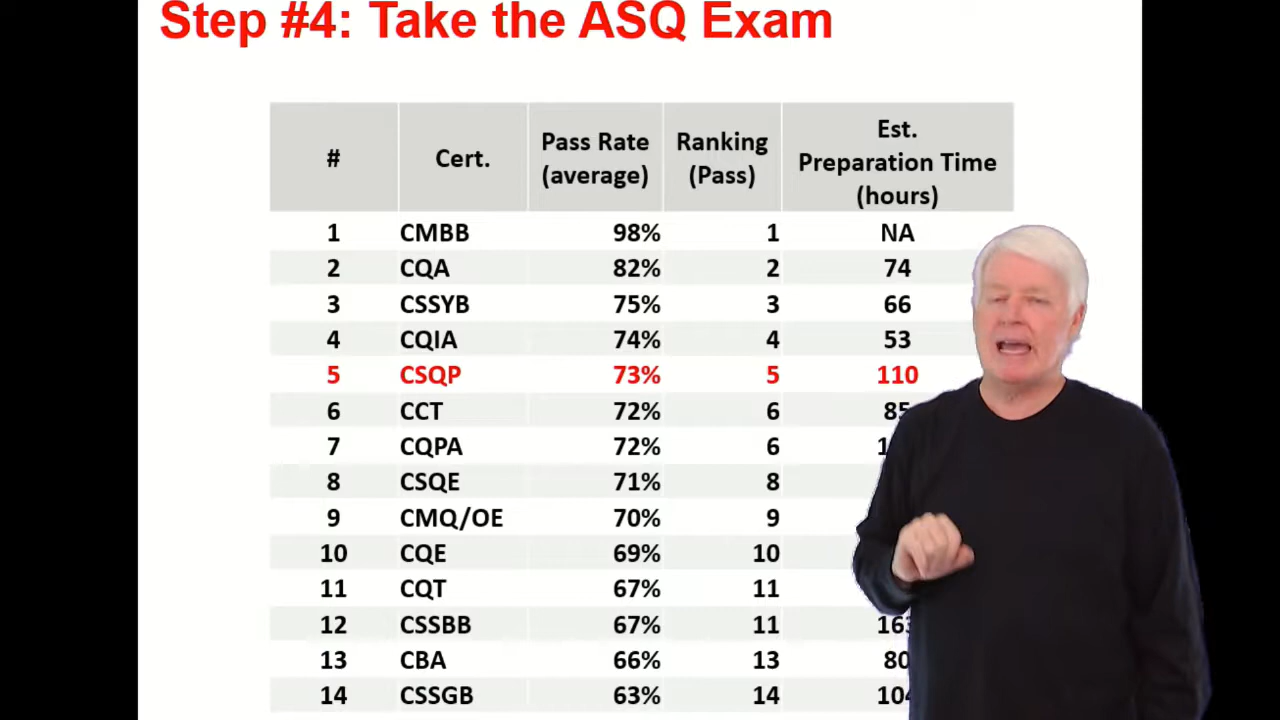 Step #4: Take the ASQ Exam
# Cert. Pass Rate (average) Ranking (Pass) Est. Preparation Time (hours)
1 CMBB 98% 1 NA
2 CQA 82% 2 74
3 CSSYB 75% 3 66
4 CQIA 74% 4 53
5 CSQP 73% 5 110
6 CCT 72% 6 85
7 CQPA 72% 6
8 CSQE 71% 8
9 CMQ/OE 70% 9
10 CQE 69% 10
11 CQT 67% 11
12 CSSBB 67% 11 163
13 CBA 66% 13 80
14 CSSGB 63% 14 104